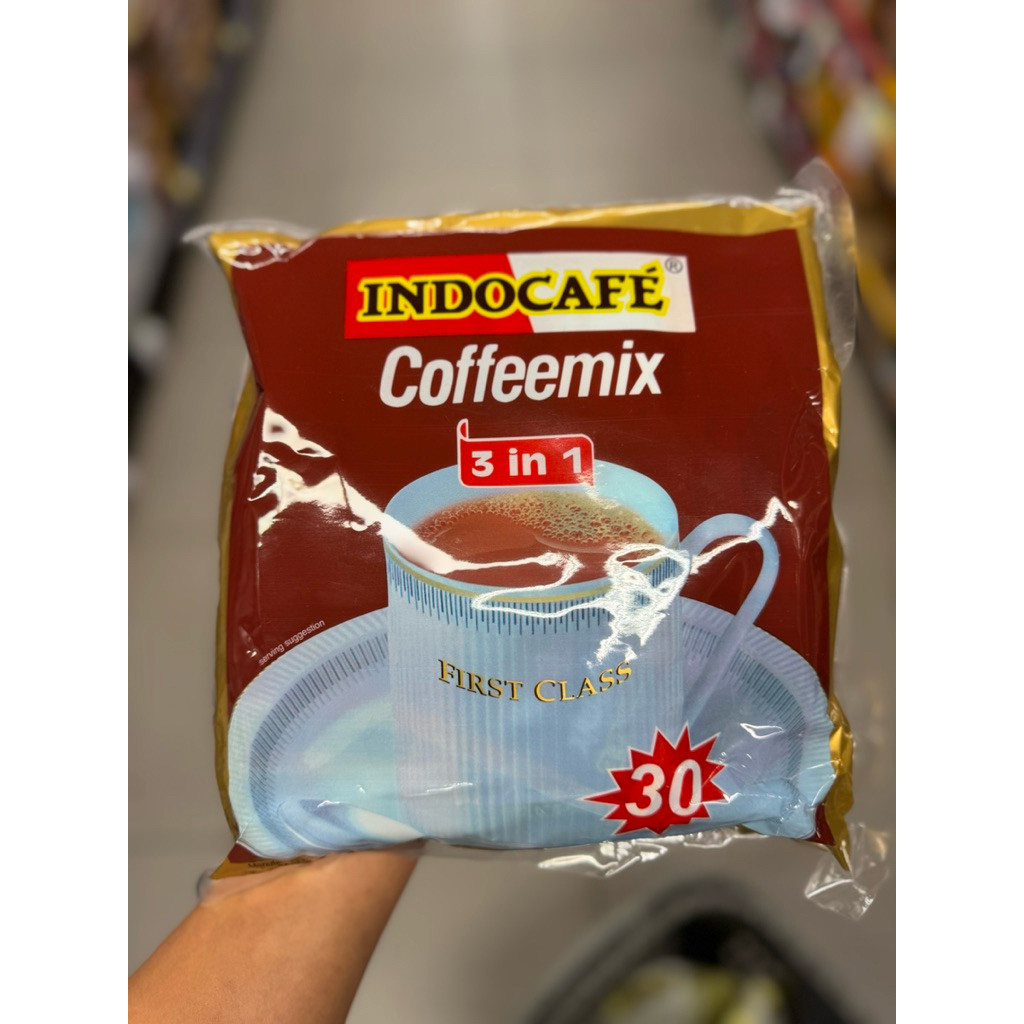 INDOCAFÉ®
Coffeemix
3 in 1
serving suggestion
FIRST CLASS
30